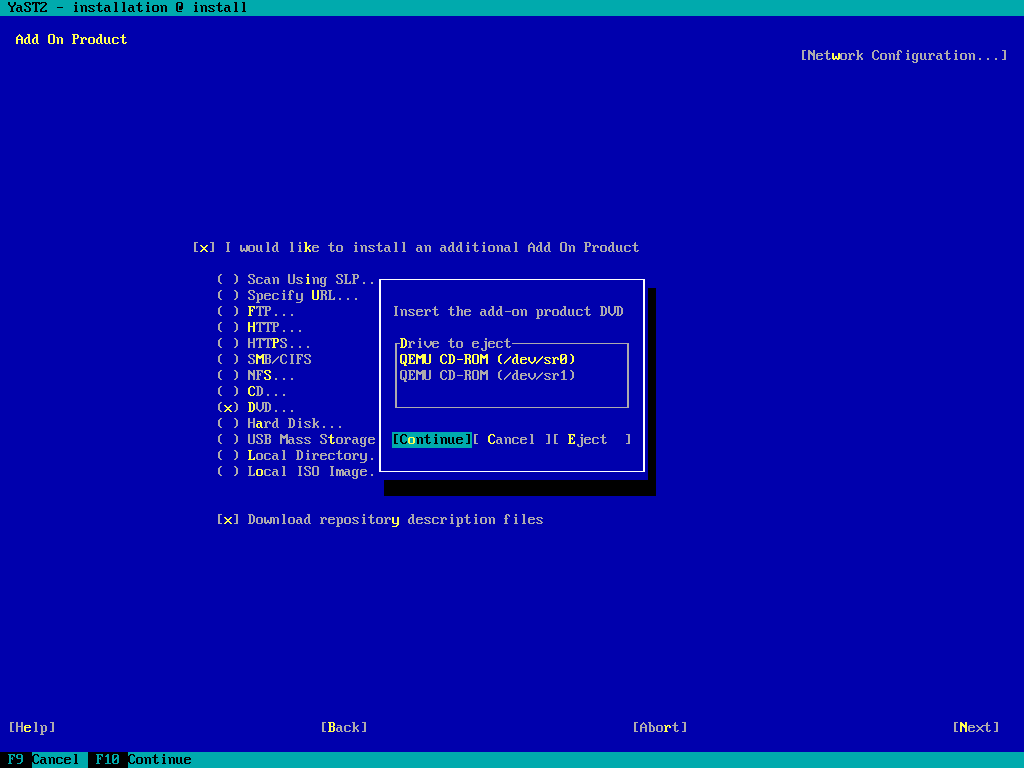 YaST2 - installation @ install
Add On Product
[Network Configuration...]
[x] I would like to install an additional Add On Product
( ) Scan Using SLP..
( ) Specify URL...
( ) FTP...
( ) HTTP...
( ) HTTPS...
( ) SMB/CIFS
( ) NFS...
( ) CD...
(x) DVD...
( ) Hard Disk...
( ) USB Mass Storage
( ) Local Directory.
( ) Local ISO Image.
Insert the add-on product DVD
Drive to eject
QEMU CD-ROM (/dev/sr0)
QEMU CD-ROM (/dev/sr1)
[Continue][ Cancel ][ Eject  ]
[x] Download repository description files
[Help] [Back] [Abort] [Next]
F9 Cancel F10 Continue